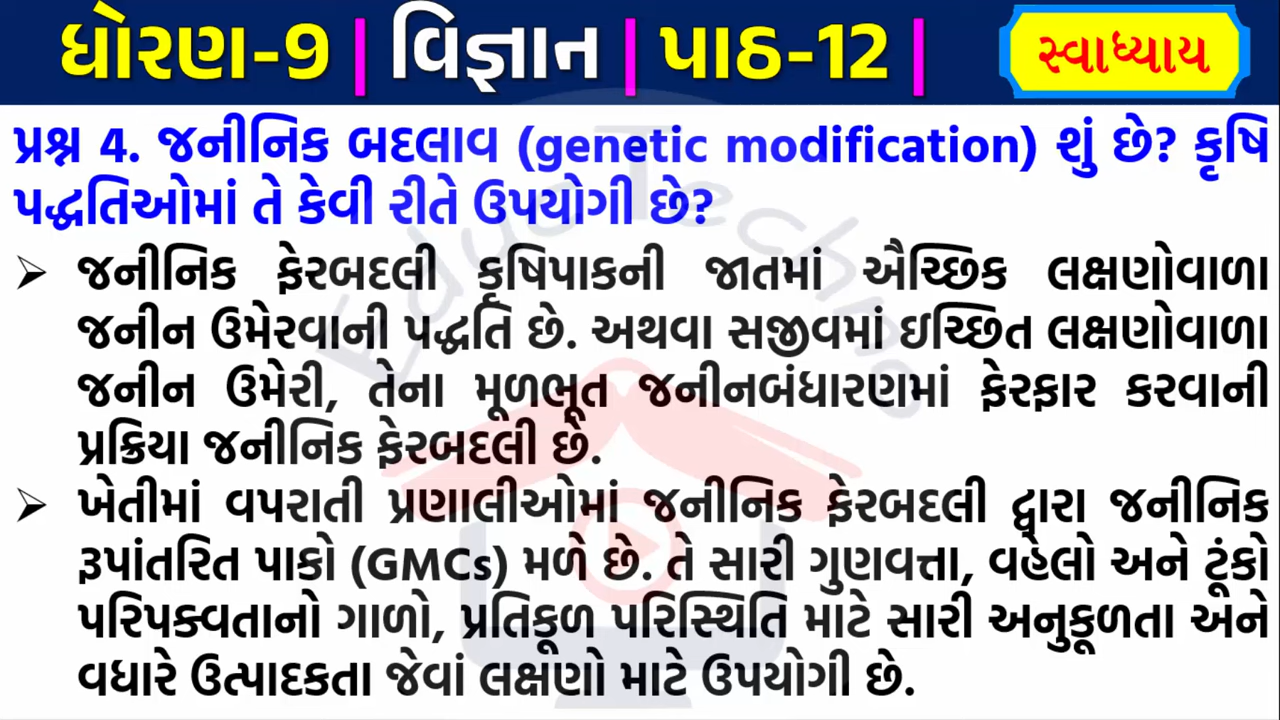 ધોરણ-9 | વિજ્ઞાન | પાઠ-12 | સ્વાધ્યાય
પ્રશ્ન 4. જનીનિક બદલાવ (genetic modification) શું છે? કૃષિ
પદ્ધતિઓમાં તે કેવી રીતે ઉપયોગી છે?
➢ જનીનિક ફેરબદલી કૃષિપાકની જાતમાં ઐચ્છિક લક્ષણોવાળા
જનીન ઉમેરવાની પદ્ધતિ છે. અથવા સજીવમાં ઇચ્છિત લક્ષણોવાળા
જનીન ઉમેરી, તેના મૂળભૂત જનીનબંધારણમાં ફેરફાર કરવાની
પ્રક્રિયા જનીનિક ફેરબદલી છે.
➢ ખેતીમાં વપરાતી પ્રણાલીઓમાં જનીનિક ફેરબદલી દ્વારા જનીનિક
રૂપાંતરિત પાકો (GMCs) મળે છે. તે સારી ગુણવત્તા, વહેલો અને ટૂંકો
પરિપક્વતાનો ગાળો, પ્રતિકૂળ પરિસ્થિતિ માટે સારી અનુકૂળતા અને
વધારે ઉત્પાદકતા જેવાં લક્ષણો માટે ઉપયોગી છે.
Educo Techno